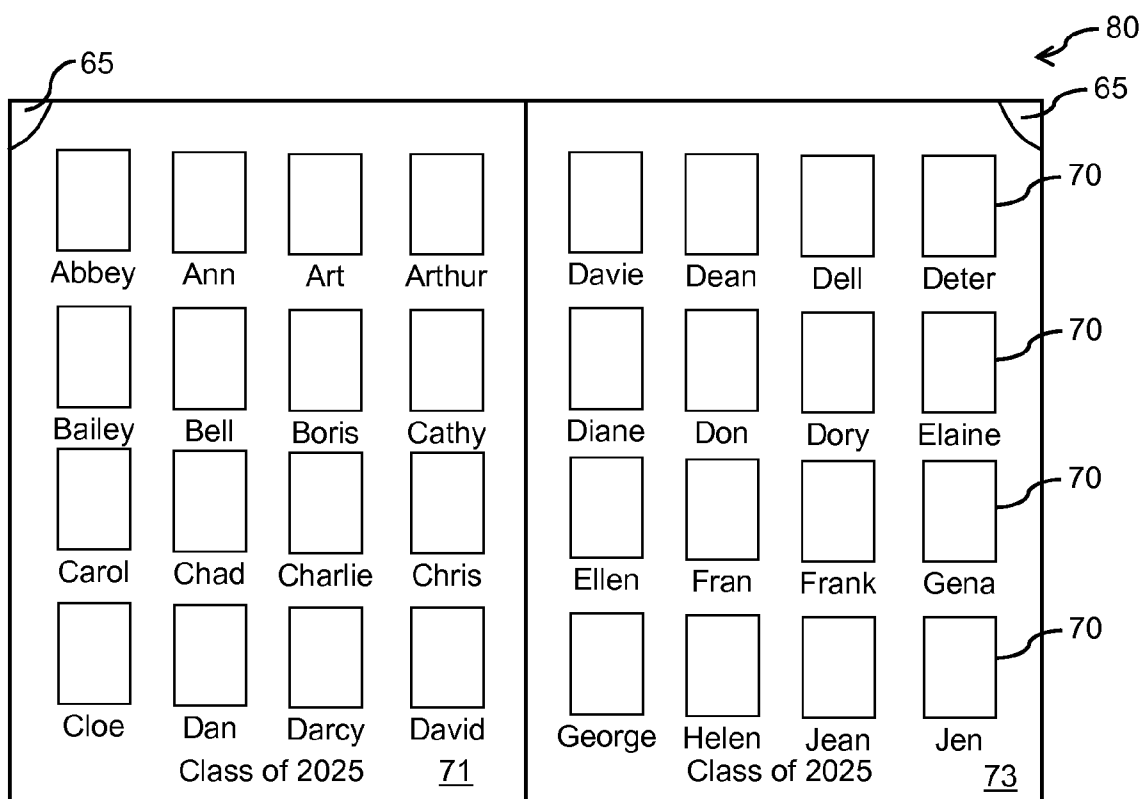 80
65
65
70
Abbey Ann Art Arthur Davie Dean Dell Deter
70
Bailey Bell Boris Cathy Diane Don Dory Elaine
70
Carol Chad Charlie Chris Ellen Fran Frank Gena
70
Cloe Dan Darcy David George Helen Jean Jen
Class of 2025 71 Class of 2025 73